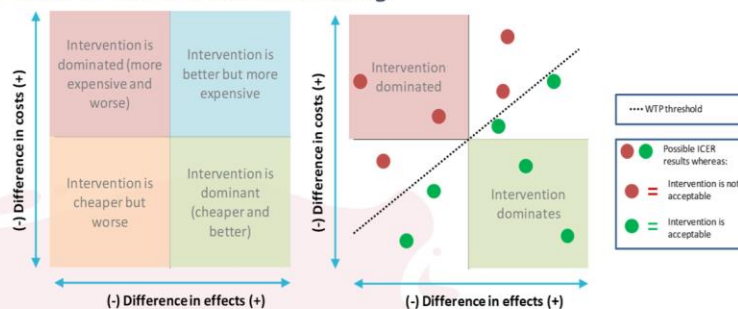 Intervention is
dominated (more
expensive and
worse)
Intervention is
better but more
expensive
Intervention is
cheaper but
worse
Intervention is
dominant
(cheaper and
better)
(-) Difference in costs (+)
(-) Difference in effects (+)
Intervention
dominated
Intervention
dominates
(-) Difference in costs (+)
(-) Difference in effects (+)
WTP threshold
Possible ICER
results whereas:
= Intervention is not
acceptable
= Intervention is
acceptable